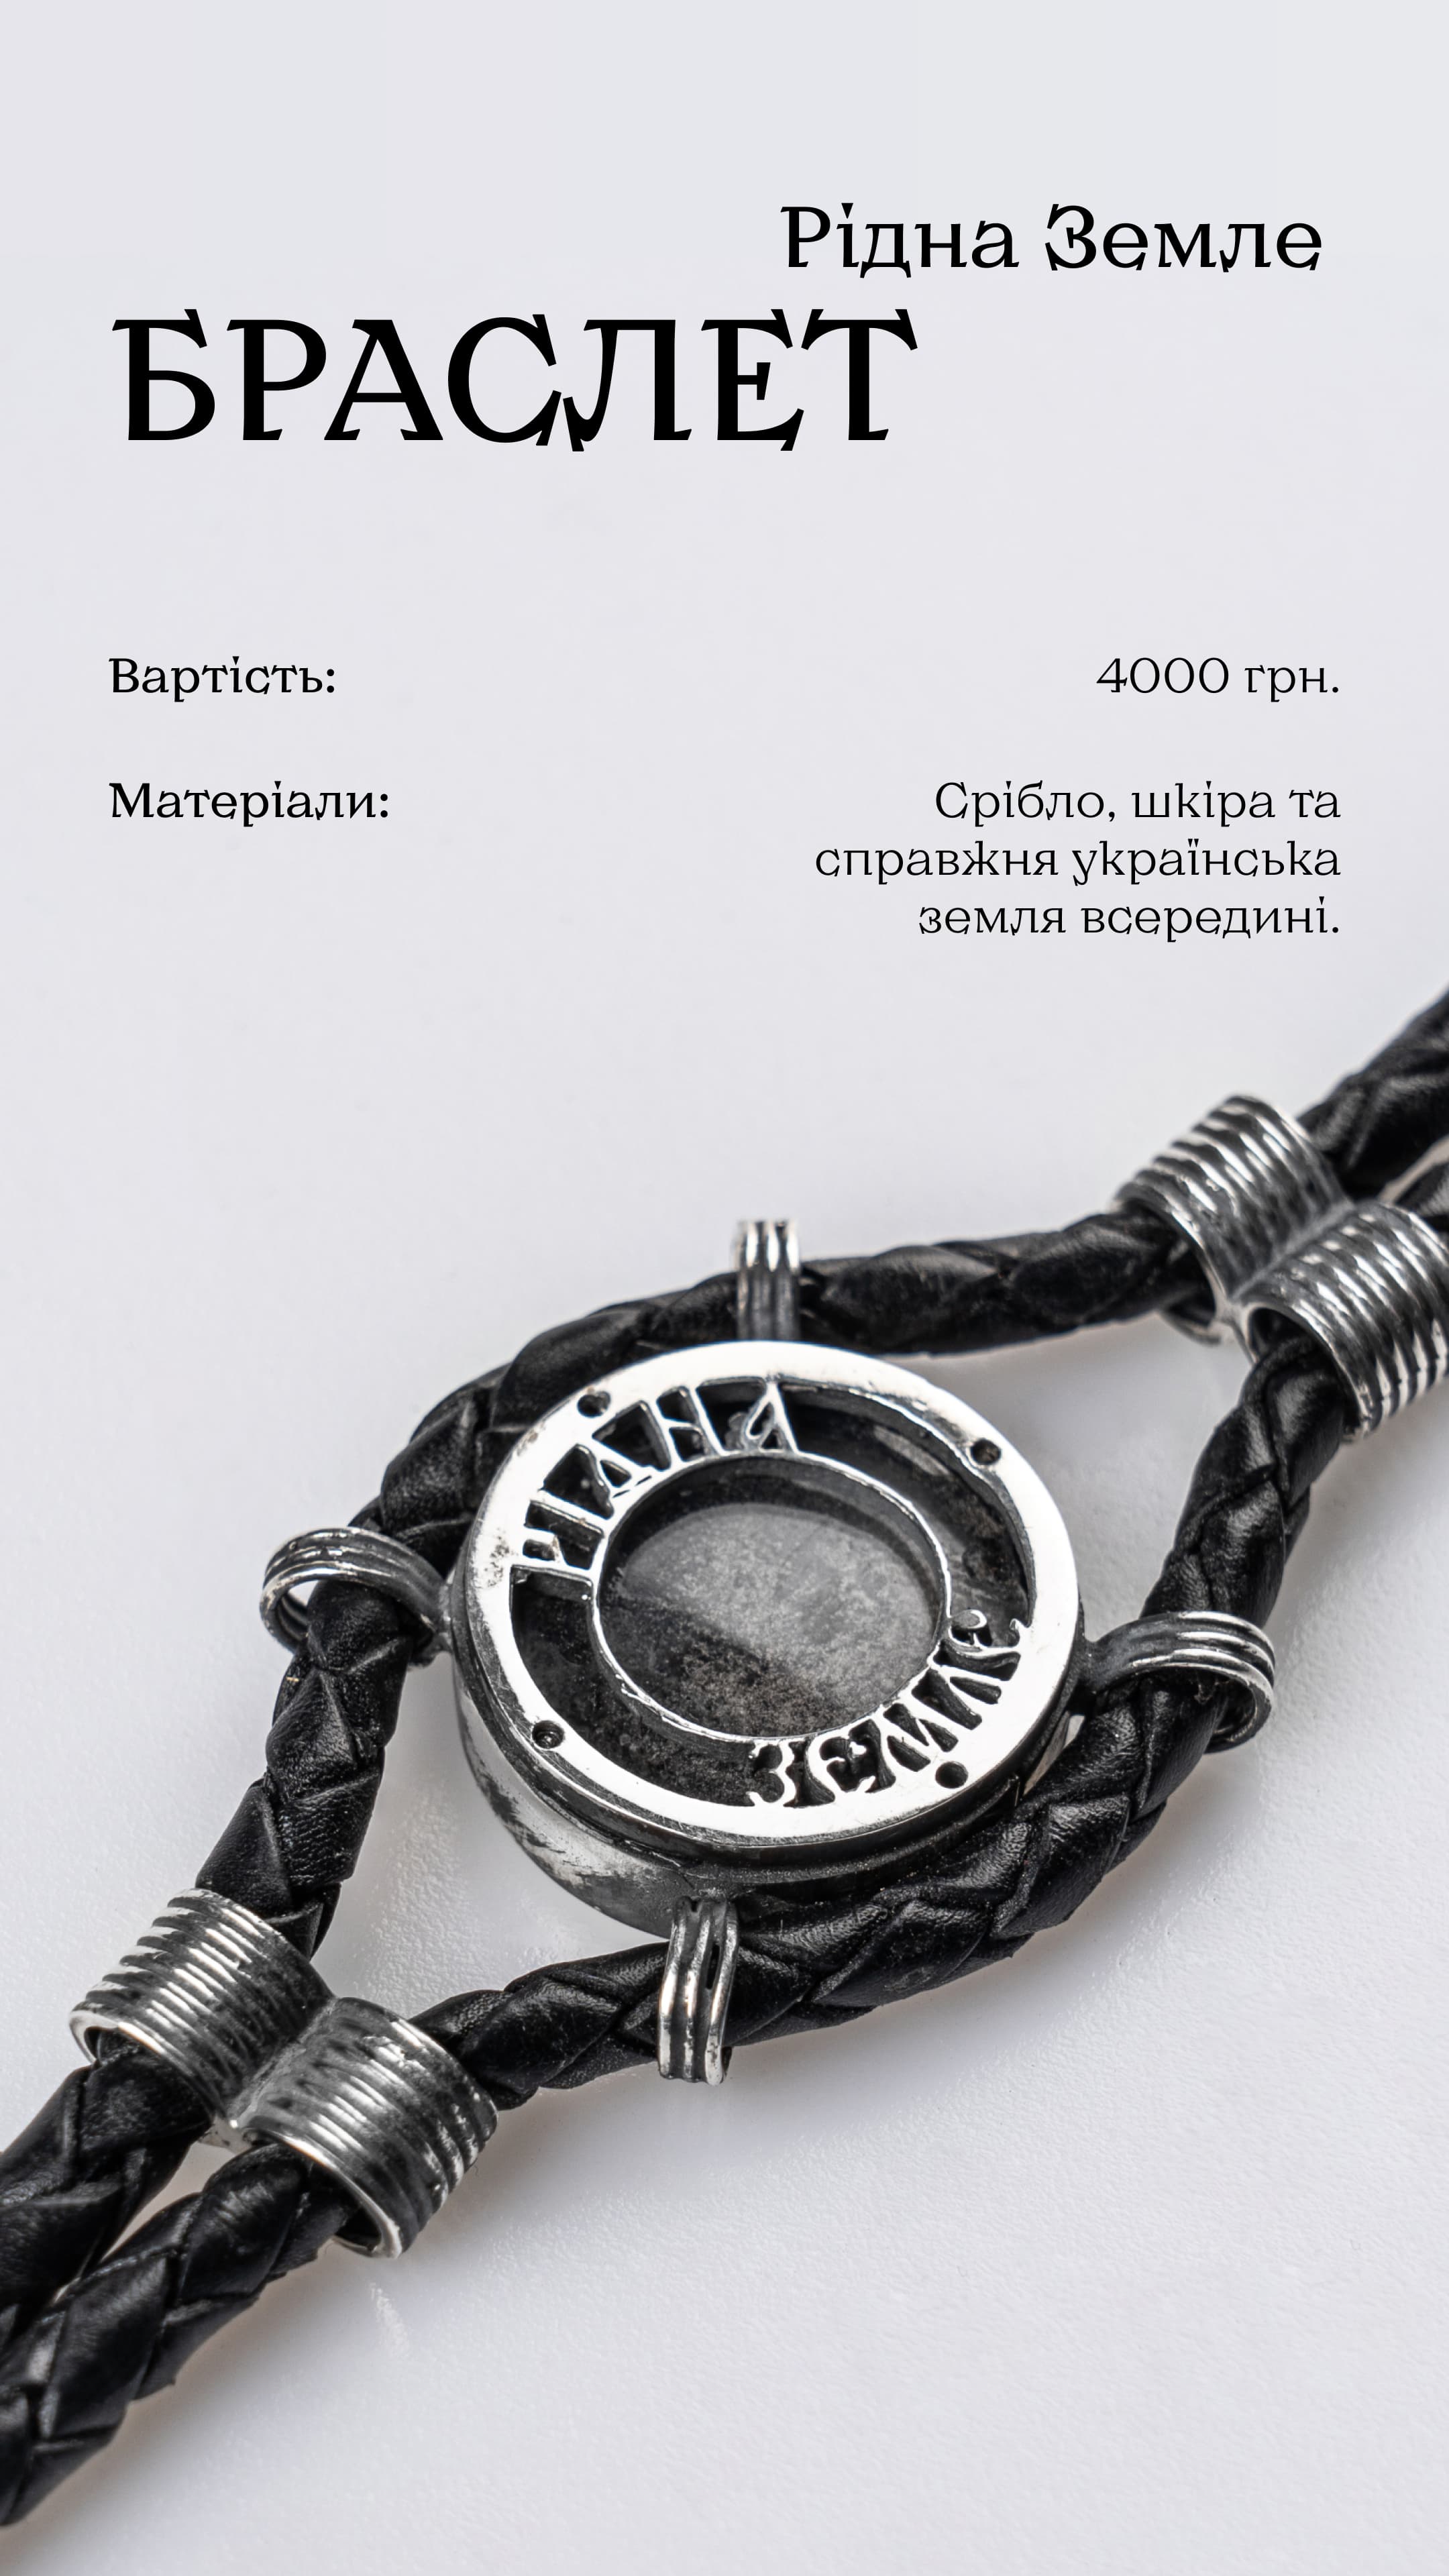 Рідна Земле
БРАСЛЕТ
Вартість:
4000 грн.
Матеріали:
Срібло, шкіра та
справжня українська
земля всередині.
РІДНА
ЗЕМЛЕ